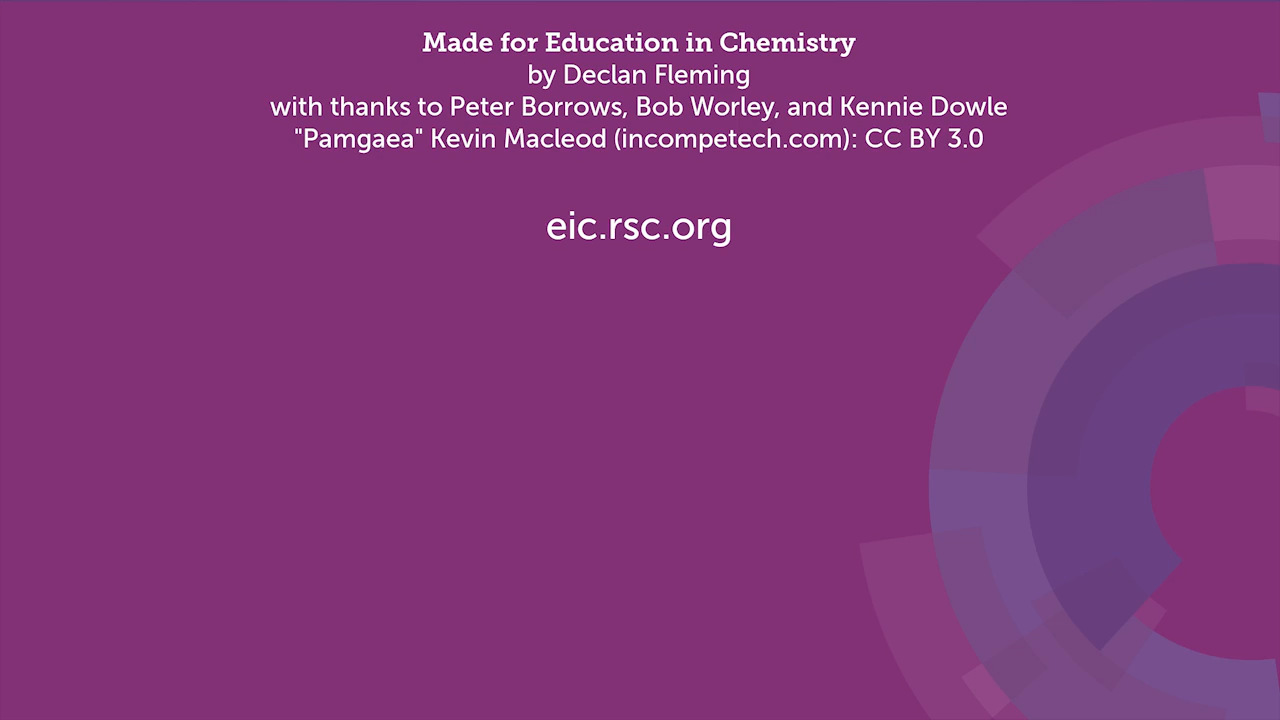 Made for Education in Chemistry
by Declan Fleming
with thanks to Peter Borrows, Bob Worley, and Kennie Dowle
"Pamgaea" Kevin Macleod (incompetech.com): CC BY 3.0
eic.rsc.org